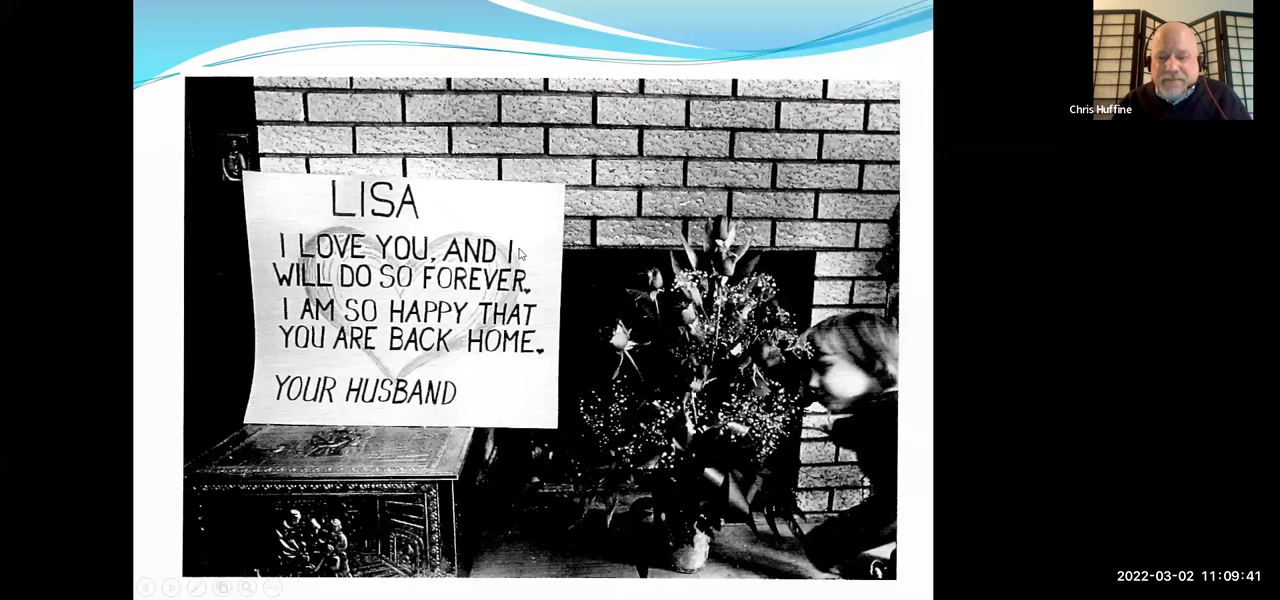 LISA
I LOVE YOU, AND I
WILL DO SO FOREVER.
I AM SO HAPPY THAT
YOU ARE BACK HOME.
YOUR HUSBAND
Chris Huffine
2022-03-02 11:09:41